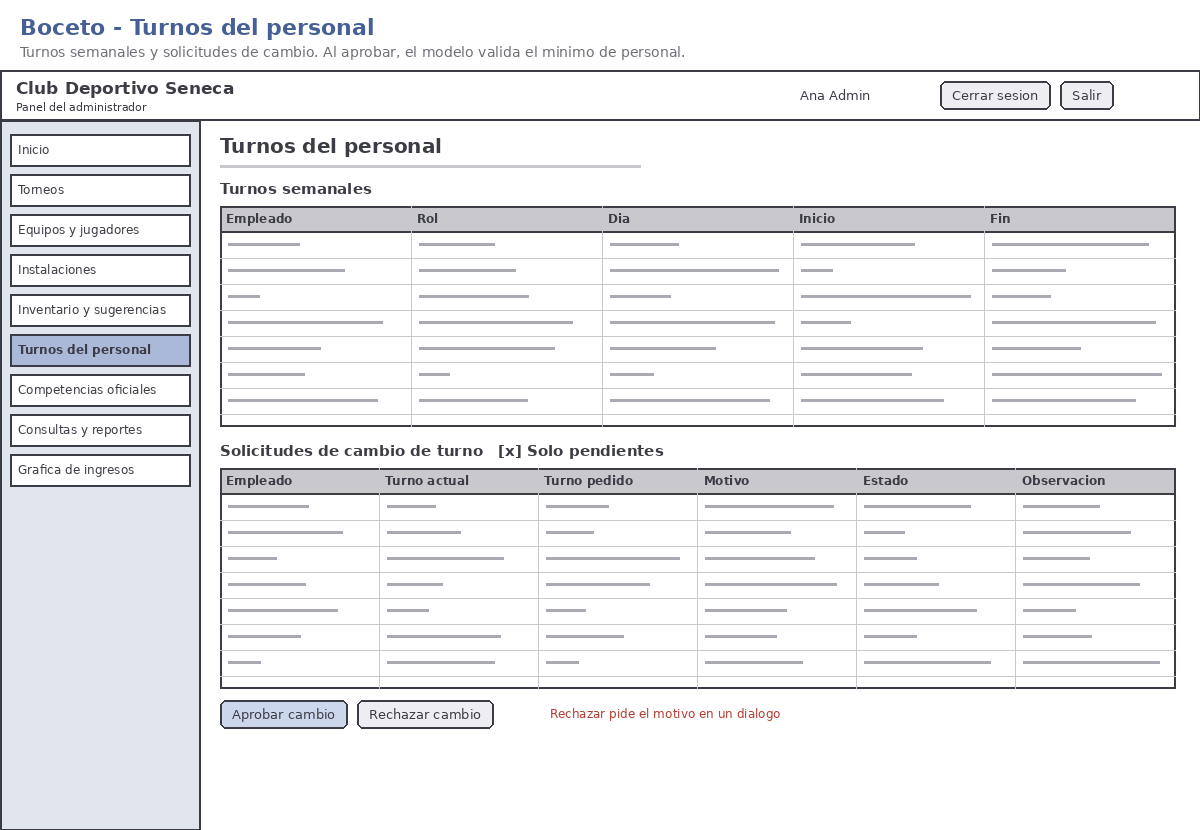 Boceto - Turnos del personal
Turnos semanales y solicitudes de cambio. Al aprobar, el modelo valida el minimo de personal.
Club Deportivo Seneca
Panel del administrador
Ana Admin
Cerrar sesion
Salir
Inicio
Torneos
Equipos y jugadores
Instalaciones
Inventario y sugerencias
Turnos del personal
Competencias oficiales
Consultas y reportes
Grafica de ingresos
Turnos del personal
Turnos semanales
Empleado Rol Dia Inicio Fin
Solicitudes de cambio de turno [x] Solo pendientes
Empleado Turno actual Turno pedido Motivo Estado Observacion
Aprobar cambio
Rechazar cambio
Rechazar pide el motivo en un dialogo